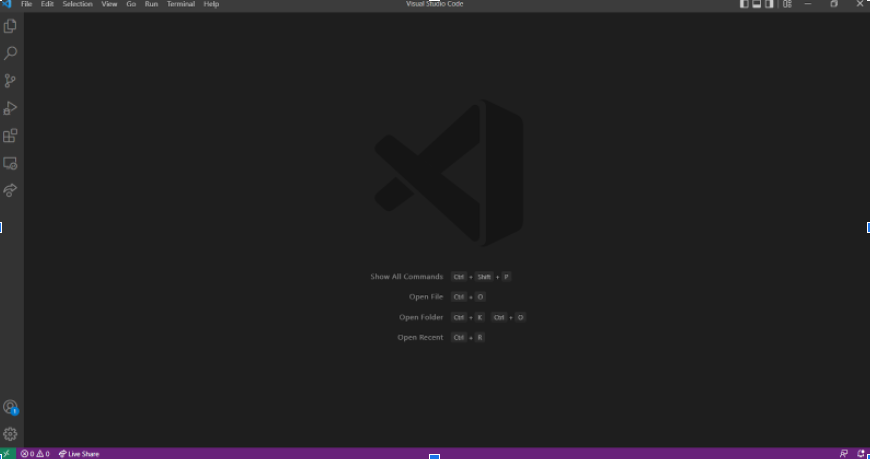 File Edit Selection View Go Run Terminal Help Visual Studio Code
Show All Commands Ctrl + Shift + P
Open File Ctrl + O
Open Folder Ctrl + K Ctrl + O
Open Recent Ctrl + R
1
0 0 Live Share